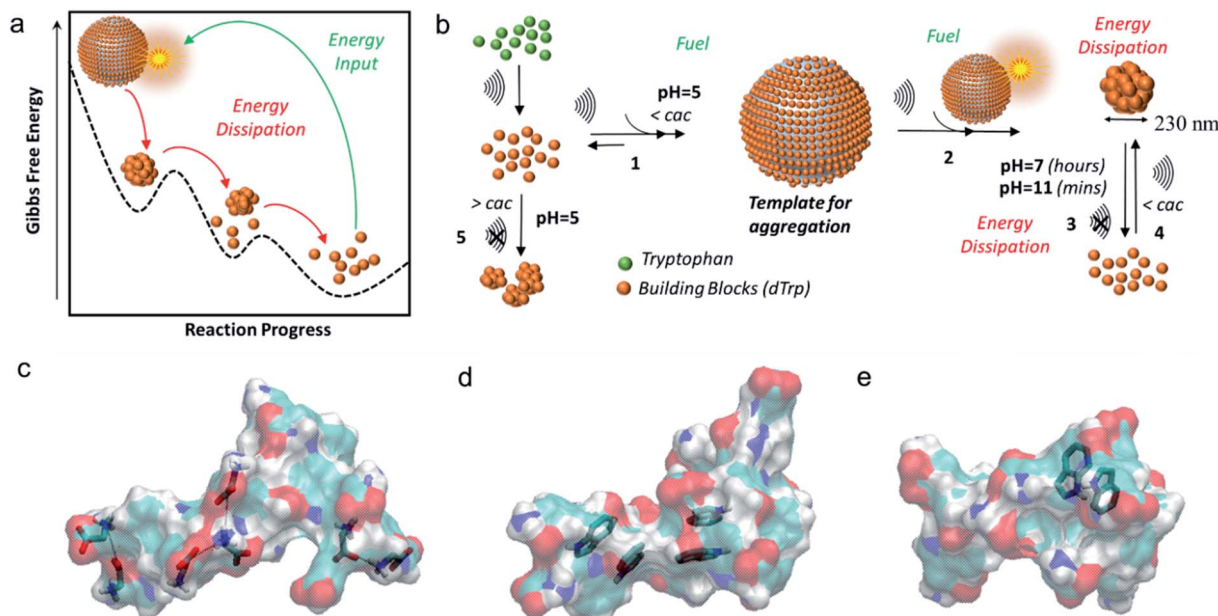 a
Gibbs Free Energy
Energy
Input
Energy
Dissipation
Reaction Progress
b
Fuel
pH=5
< cac
1
> cac
pH=5
5
Template for
aggregation
Tryptophan
Building Blocks (dTrp)
Fuel
2
Energy
Dissipation
230 nm
pH=7 (hours)
pH=11 (mins)
< cac
3
4
Energy
Dissipation
c
d
e